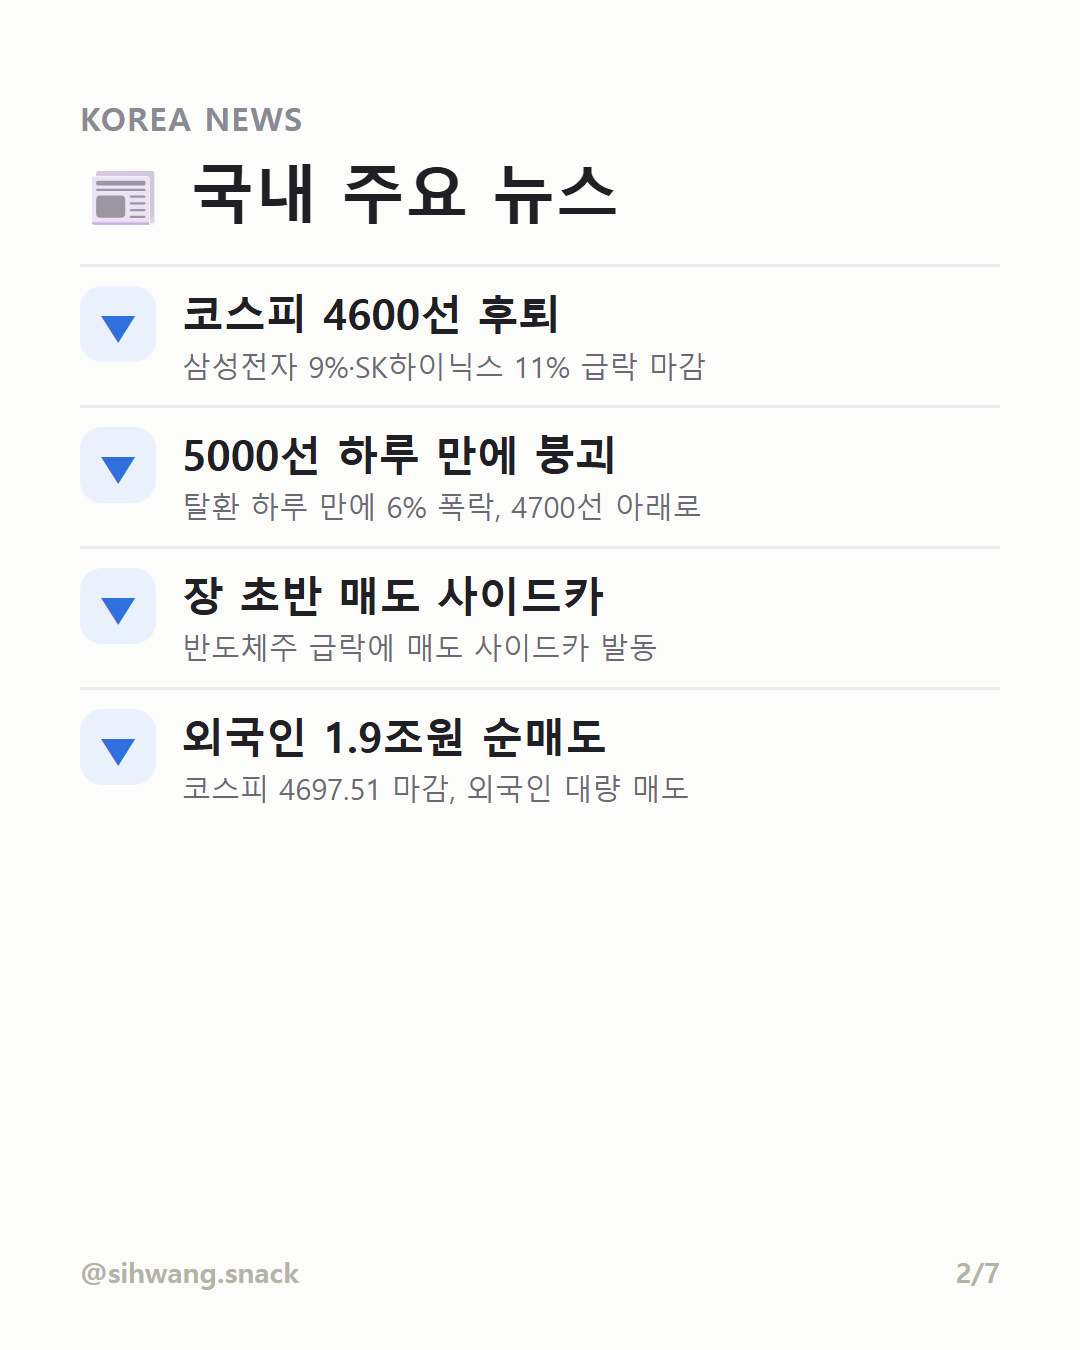 KOREA NEWS
국내 주요 뉴스
코스피 4600선 후퇴
삼성전자 9%·SK하이닉스 11% 급락 마감
5000선 하루 만에 붕괴
탈환 하루 만에 6% 폭락, 4700선 아래로
장 초반 매도 사이드카
반도체주 급락에 매도 사이드카 발동
외국인 1.9조원 순매도
코스피 4697.51 마감, 외국인 대량 매도
@sihwang.snack
2/7